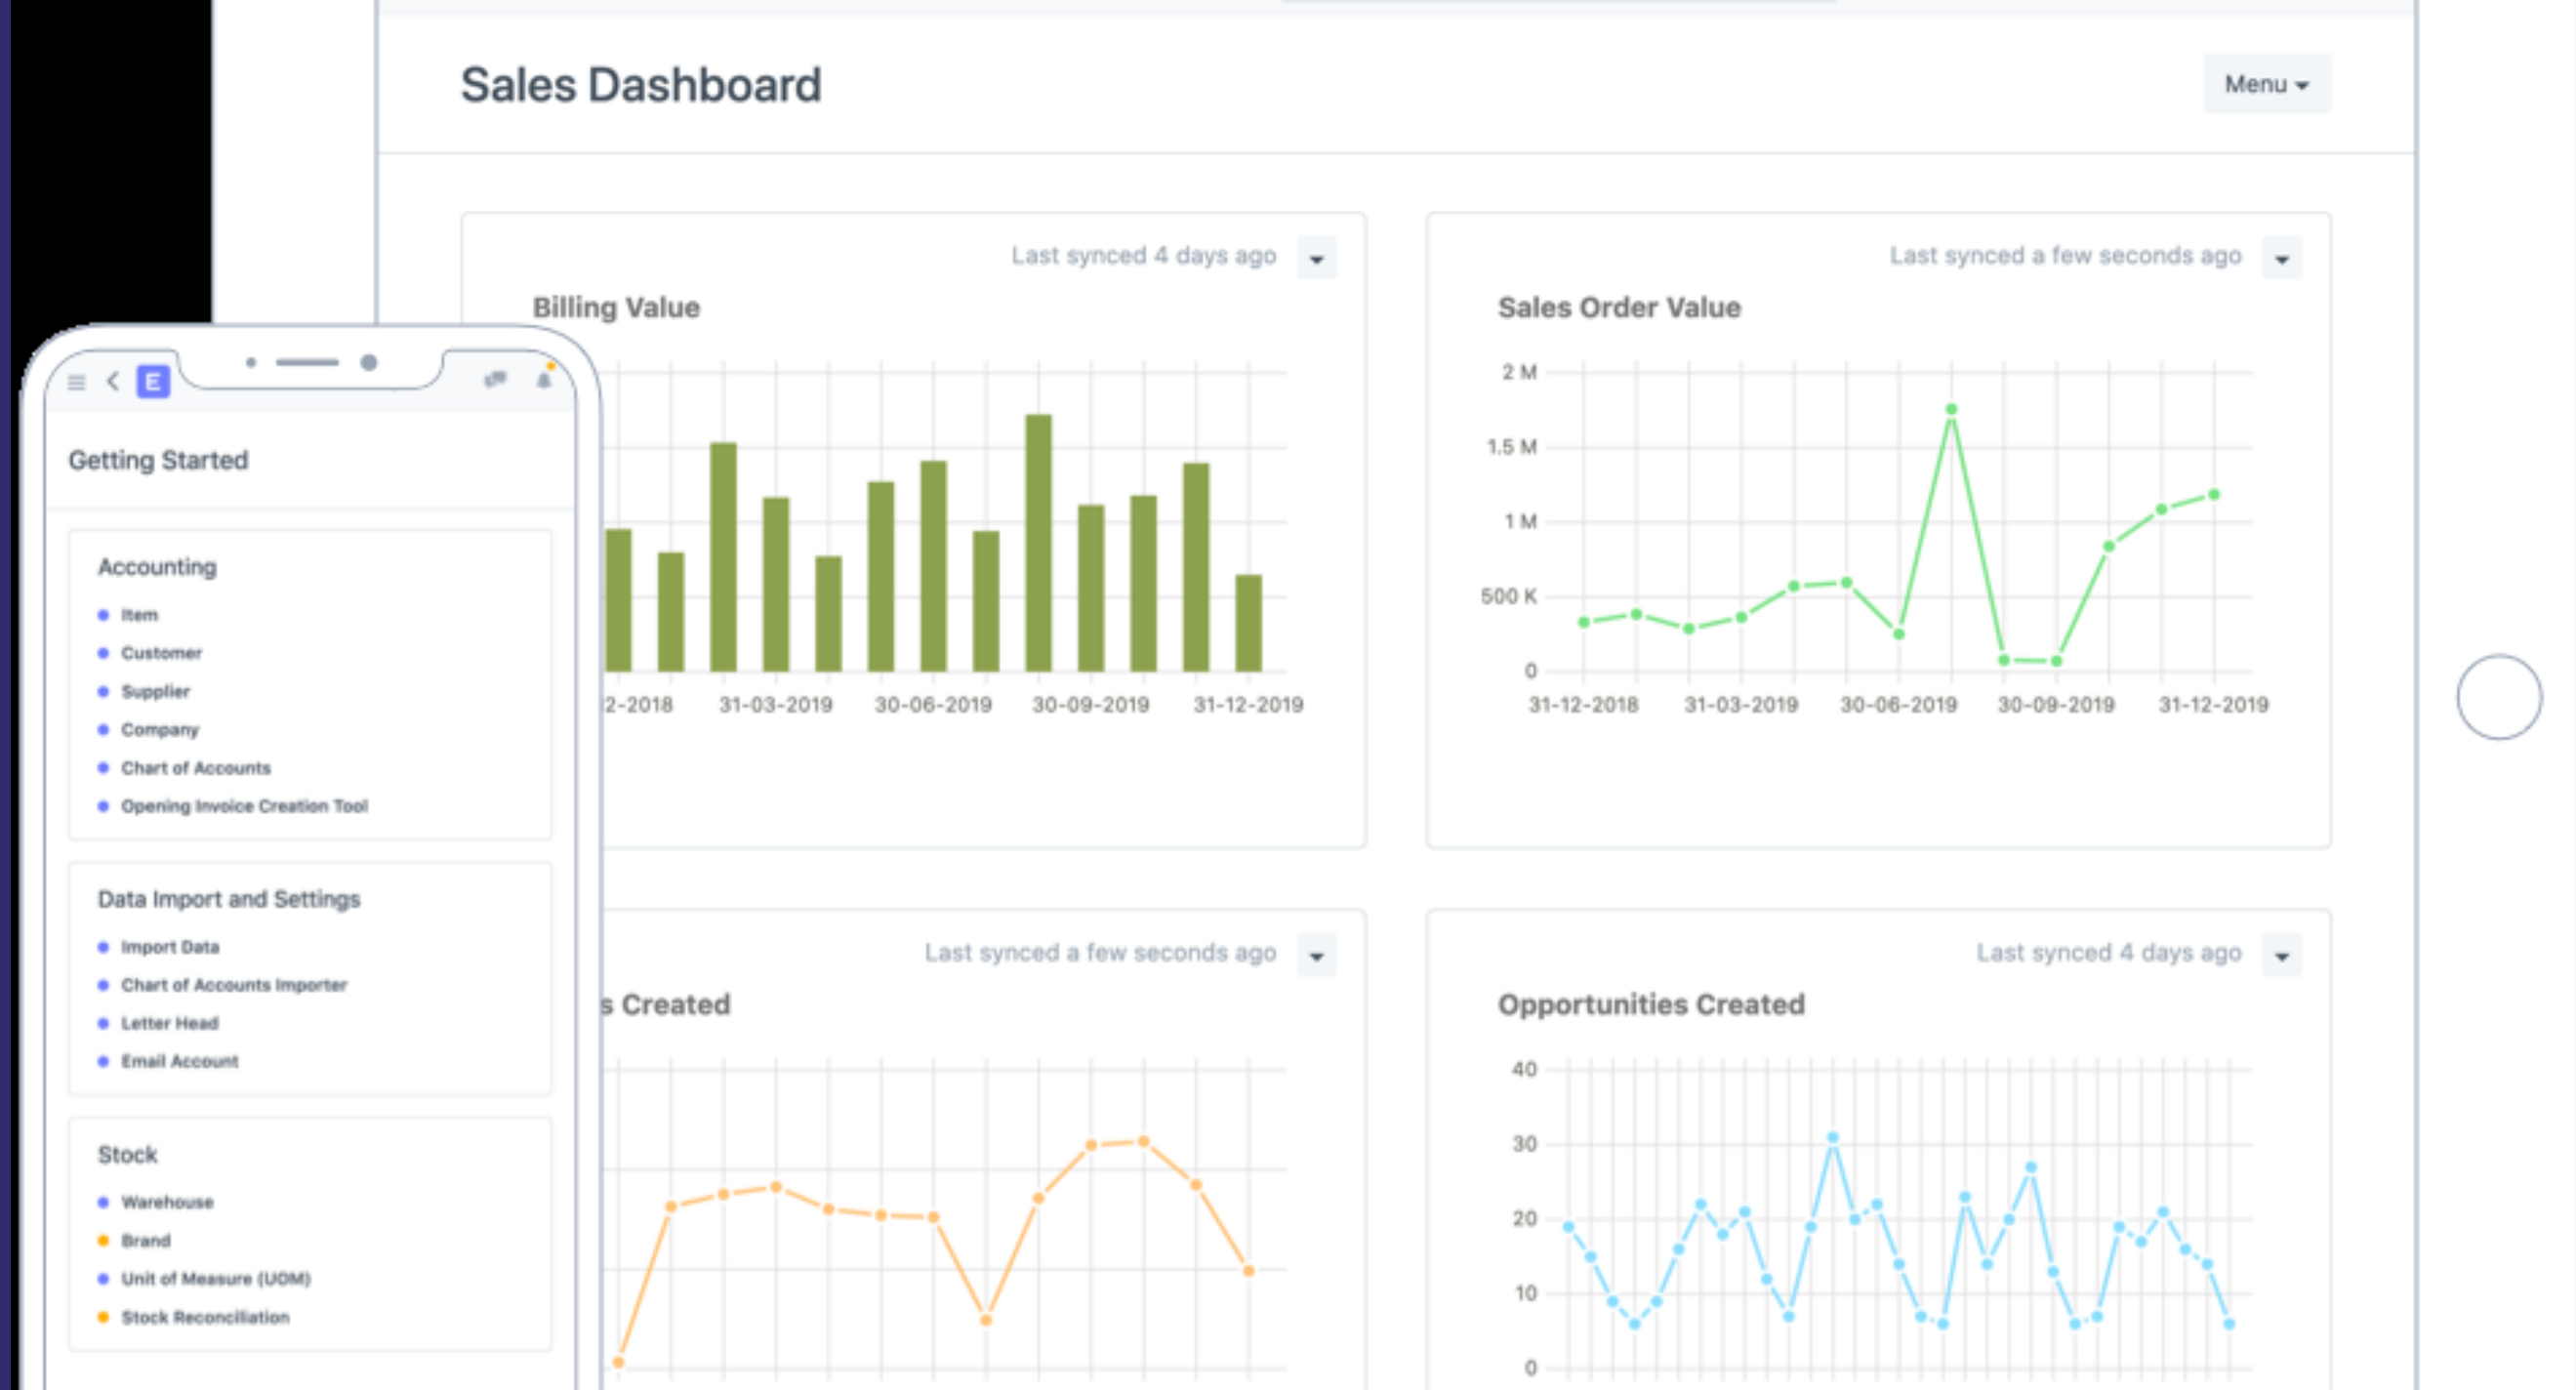 Sales Dashboard
Menu
Last synced 4 days ago
Billing Value
2-2018 31-03-2019 30-06-2019 30-09-2019 31-12-2019
Last synced a few seconds ago
Sales Order Value
2 M
1.5 M
1 M
500 K
0
31-12-2018 31-03-2019 30-06-2019 30-09-2019 31-12-2019
E
Getting Started
Accounting
Item
Customer
Supplier
Company
Chart of Accounts
Opening Invoice Creation Tool
Data Import and Settings
Import Data
Chart of Accounts Importer
Letter Head
Email Account
Stock
Warehouse
Brand
Unit of Measure (UOM)
Stock Reconciliation
Last synced a few seconds ago
s Created
Last synced 4 days ago
Opportunities Created
40
30
20
10
0